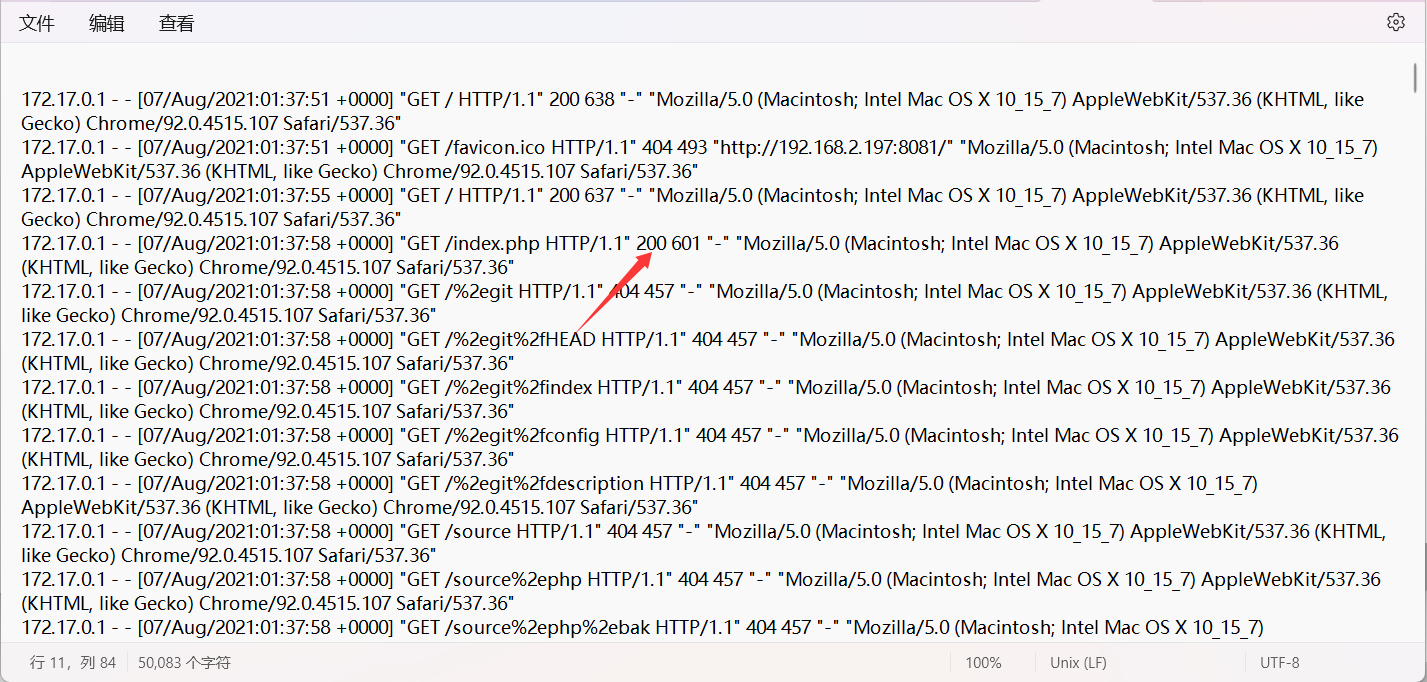 文件 编辑 查看
172.17.0.1 - - [07/Aug/2021:01:37:51 +0000] "GET / HTTP/1.1" 200 638 "-" "Mozilla/5.0 (Macintosh; Intel Mac OS X 10_15_7) AppleWebKit/537.36 (KHTML, like
Gecko) Chrome/92.0.4515.107 Safari/537.36"
172.17.0.1 - - [07/Aug/2021:01:37:51 +0000] "GET /favicon.ico HTTP/1.1" 404 493 "http://192.168.2.197:8081/" "Mozilla/5.0 (Macintosh; Intel Mac OS X 10_15_7)
AppleWebKit/537.36 (KHTML, like Gecko) Chrome/92.0.4515.107 Safari/537.36"
172.17.0.1 - - [07/Aug/2021:01:37:55 +0000] "GET / HTTP/1.1" 200 637 "-" "Mozilla/5.0 (Macintosh; Intel Mac OS X 10_15_7) AppleWebKit/537.36 (KHTML, like
Gecko) Chrome/92.0.4515.107 Safari/537.36"
172.17.0.1 - - [07/Aug/2021:01:37:58 +0000] "GET /index.php HTTP/1.1" 200 601 "-" "Mozilla/5.0 (Macintosh; Intel Mac OS X 10_15_7) AppleWebKit/537.36
(KHTML, like Gecko) Chrome/92.0.4515.107 Safari/537.36"
172.17.0.1 - - [07/Aug/2021:01:37:58 +0000] "GET /%2egit HTTP/1.1" 404 457 "-" "Mozilla/5.0 (Macintosh; Intel Mac OS X 10_15_7) AppleWebKit/537.36 (KHTML,
like Gecko) Chrome/92.0.4515.107 Safari/537.36"
172.17.0.1 - - [07/Aug/2021:01:37:58 +0000] "GET /%2egit%2fHEAD HTTP/1.1" 404 457 "-" "Mozilla/5.0 (Macintosh; Intel Mac OS X 10_15_7) AppleWebKit/537.36
(KHTML, like Gecko) Chrome/92.0.4515.107 Safari/537.36"
172.17.0.1 - - [07/Aug/2021:01:37:58 +0000] "GET /%2egit%2findex HTTP/1.1" 404 457 "-" "Mozilla/5.0 (Macintosh; Intel Mac OS X 10_15_7) AppleWebKit/537.36
(KHTML, like Gecko) Chrome/92.0.4515.107 Safari/537.36"
172.17.0.1 - - [07/Aug/2021:01:37:58 +0000] "GET /%2egit%2fconfig HTTP/1.1" 404 457 "-" "Mozilla/5.0 (Macintosh; Intel Mac OS X 10_15_7) AppleWebKit/537.36
(KHTML, like Gecko) Chrome/92.0.4515.107 Safari/537.36"
172.17.0.1 - - [07/Aug/2021:01:37:58 +0000] "GET /%2egit%2fdescription HTTP/1.1" 404 457 "-" "Mozilla/5.0 (Macintosh; Intel Mac OS X 10_15_7)
AppleWebKit/537.36 (KHTML, like Gecko) Chrome/92.0.4515.107 Safari/537.36"
172.17.0.1 - - [07/Aug/2021:01:37:58 +0000] "GET /source HTTP/1.1" 404 457 "-" "Mozilla/5.0 (Macintosh; Intel Mac OS X 10_15_7) AppleWebKit/537.36 (KHTML,
like Gecko) Chrome/92.0.4515.107 Safari/537.36"
172.17.0.1 - - [07/Aug/2021:01:37:58 +0000] "GET /source%2ephp HTTP/1.1" 404 457 "-" "Mozilla/5.0 (Macintosh; Intel Mac OS X 10_15_7) AppleWebKit/537.36
(KHTML, like Gecko) Chrome/92.0.4515.107 Safari/537.36"
172.17.0.1 - - [07/Aug/2021:01:37:58 +0000] "GET /source%2ephp%2ebak HTTP/1.1" 404 457 "-" "Mozilla/5.0 (Macintosh; Intel Mac OS X 10_15_7)
行 11，列 84 50,083 个字符 100% Unix (LF) UTF-8